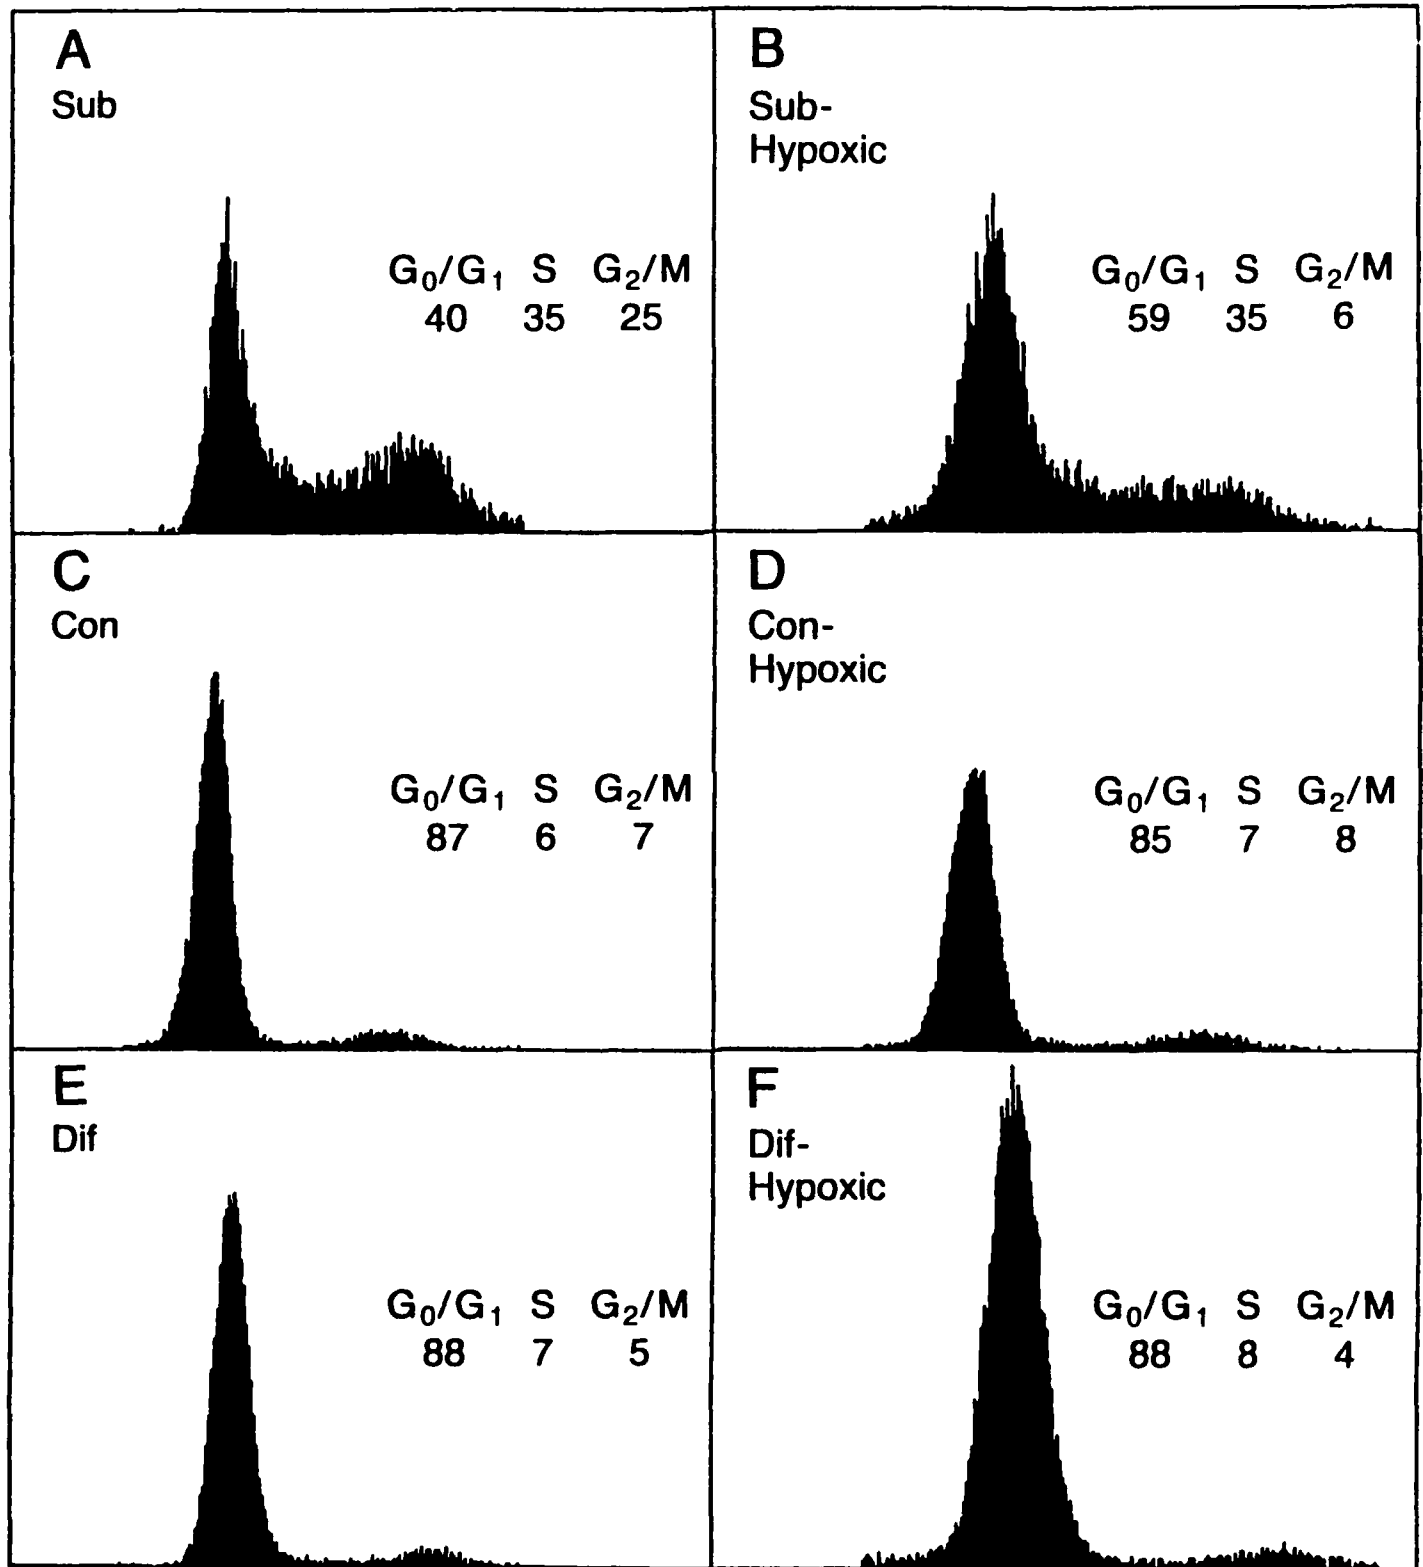 A
Sub
G₀/G₁ S G₂/M
40 35 25
B
Sub-
Hypoxic
G₀/G₁ S G₂/M
59 35 6
C
Con
G₀/G₁ S G₂/M
87 6 7
D
Con-
Hypoxic
G₀/G₁ S G₂/M
85 7 8
E
Dif
G₀/G₁ S G₂/M
88 7 5
F
Dif-
Hypoxic
G₀/G₁ S G₂/M
88 8 4